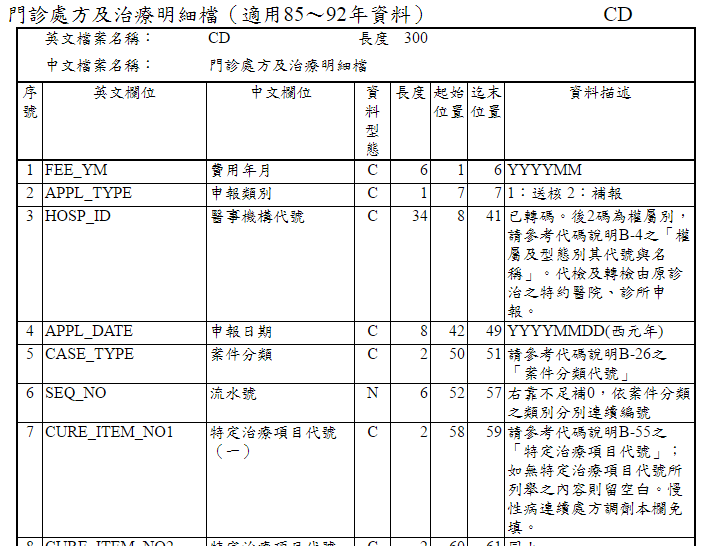 門診處方及治療明細檔（適用85～92年資料） CD
英文檔案名稱： CD 長度 300
中文檔案名稱： 門診處方及治療明細檔
序號 英文欄位 中文欄位 資料型態 長度 起始位置 迄末位置 資料描述
1 FEE_YM 費用年月 C 6 1 6 YYYYMM
2 APPL_TYPE 申報類別 C 1 7 7 1：送核 2：補報
3 HOSP_ID 醫事機構代號 C 34 8 41 已轉碼。後2碼為權屬別，
請參考代碼說明B-4之「權
屬及型態別其代號與名
稱」。代檢及轉檢由原診
治之特約醫院、診所申
報。
4 APPL_DATE 申報日期 C 8 42 49 YYYYMMDD(西元年)
5 CASE_TYPE 案件分類 C 2 50 51 請參考代碼說明B-26之
「案件分類代號」
6 SEQ_NO 流水號 N 6 52 57 右靠不足補0，依案件分類
之類別分別連續編號
7 CURE_ITEM_NO1 特定治療項目代號 C 2 58 59 請參考代碼說明B-55之
（一） 「特定治療項目代號」；
如無特定治療項目代號所
列舉之內容則留空白。慢
性病連續處方調劑本欄免
填。